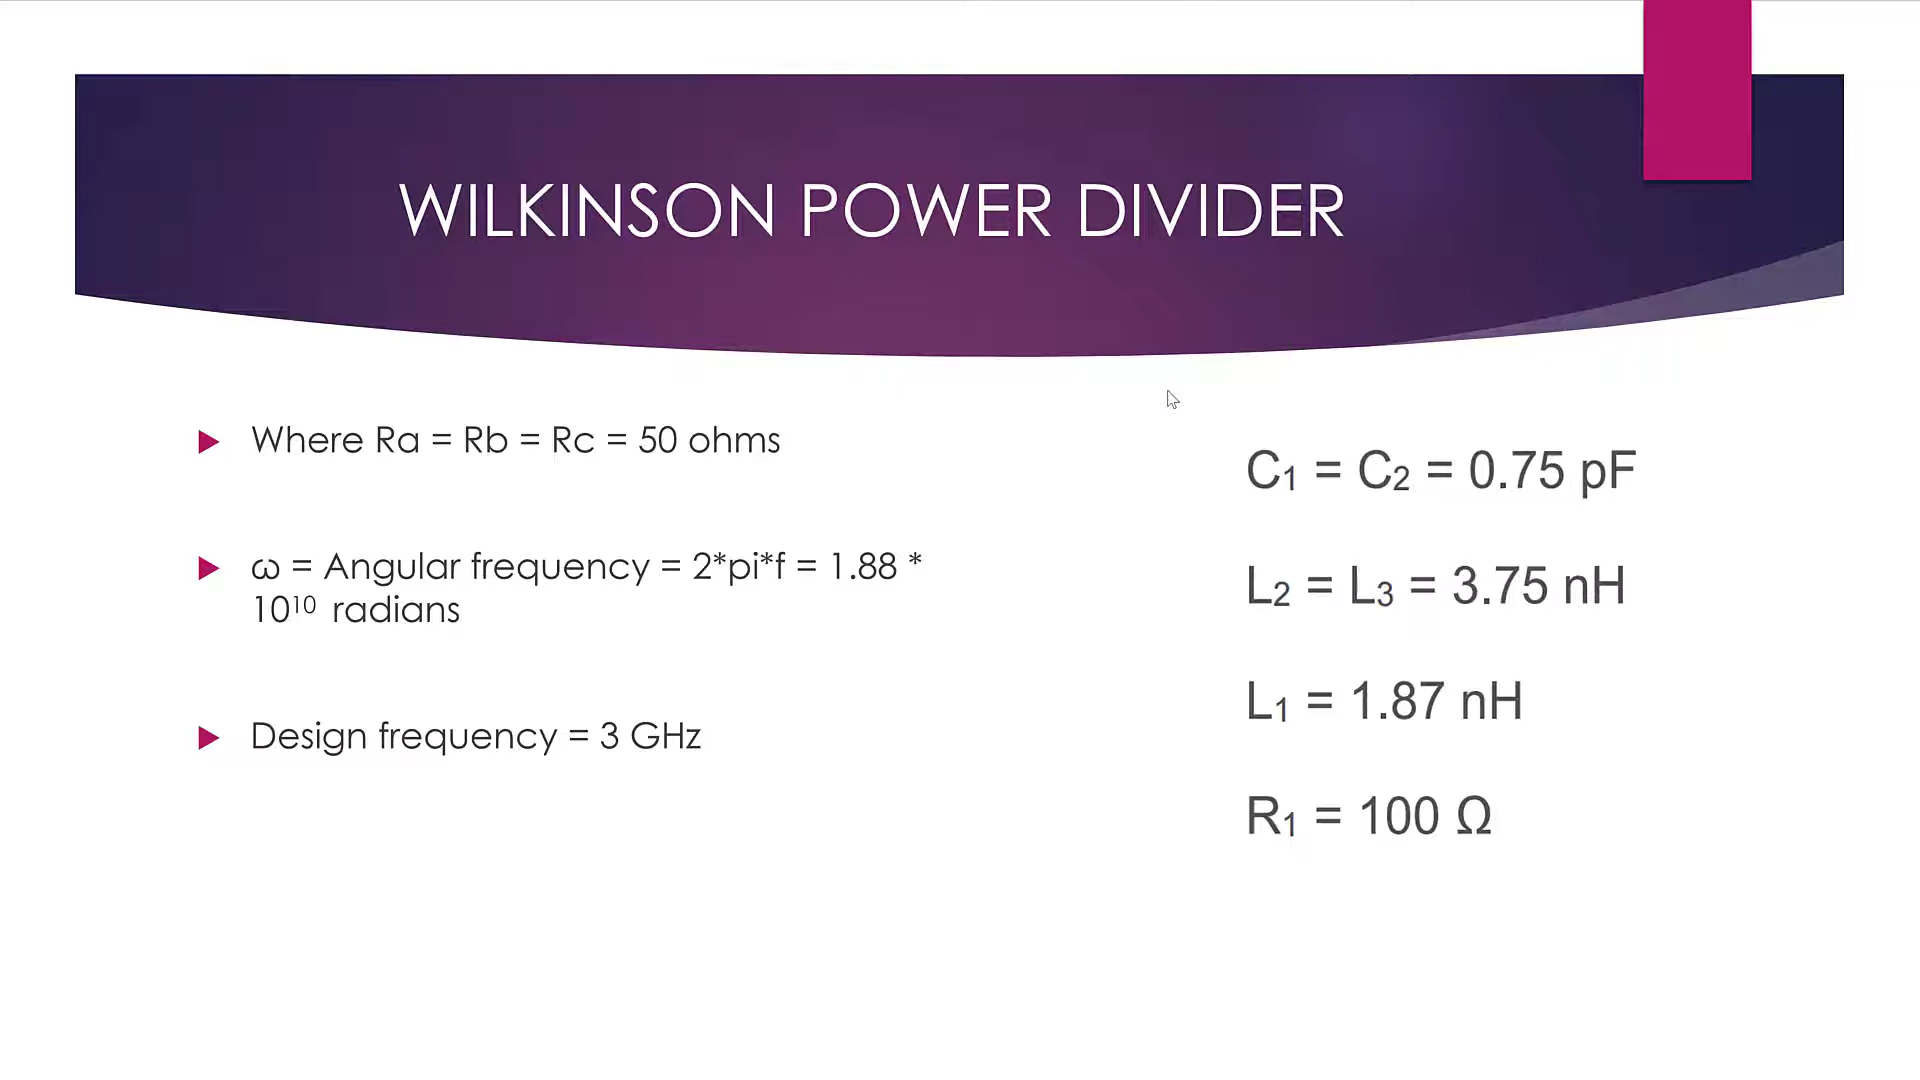 WILKINSON POWER DIVIDER
Where Ra = Rb = Rc = 50 ohms
ω = Angular frequency = 2*pi*f = 1.88 *
10¹⁰ radians
Design frequency = 3 GHz
C₁ = C₂ = 0.75 pF
L₂ = L₃ = 3.75 nH
L₁ = 1.87 nH
R₁ = 100 Ω